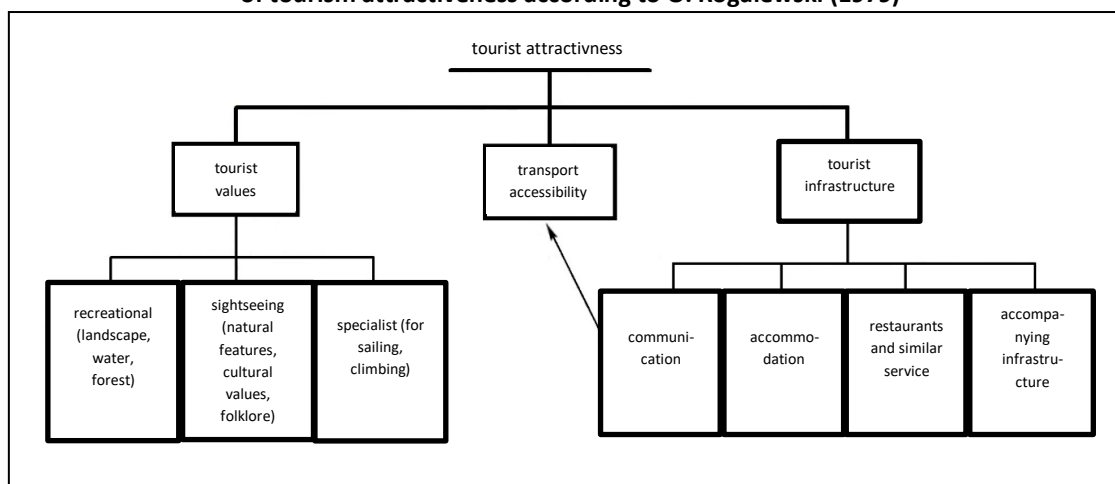 of tourism attractiveness according to O. Rogalewski (1979)
tourist attractivness
tourist
values
transport
accessibility
tourist
infrastructure
recreational
(landscape,
water,
forest)
sightseeing
(natural
features,
cultural
values,
folklore)
specialist (for
sailing,
climbing)
communi-
cation
accommo-
dation
restaurants
and similar
service
accompa-
nying
infrastru-
cture